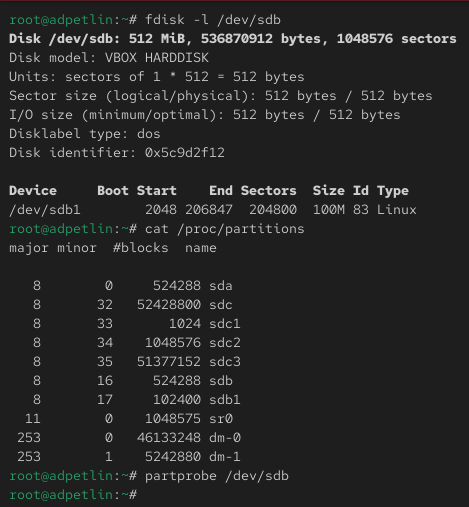 root@adpetlin:~# fdisk -l /dev/sdb
Disk /dev/sdb: 512 MiB, 536870912 bytes, 1048576 sectors
Disk model: VBOX HARDDISK
Units: sectors of 1 * 512 = 512 bytes
Sector size (logical/physical): 512 bytes / 512 bytes
I/O size (minimum/optimal): 512 bytes / 512 bytes
Disklabel type: dos
Disk identifier: 0x5c9d2f12

Device     Boot Start    End Sectors  Size Id Type
/dev/sdb1        2048 206847  204800  100M 83 Linux
root@adpetlin:~# cat /proc/partitions
major minor  #blocks  name

   8        0     524288 sda
   8       32   52428800 sdc
   8       33       1024 sdc1
   8       34    1048576 sdc2
   8       35   51377152 sdc3
   8       16     524288 sdb
   8       17     102400 sdb1
  11        0    1048575 sr0
 253        0   46133248 dm-0
 253        1    5242880 dm-1
root@adpetlin:~# partprobe /dev/sdb
root@adpetlin:~#